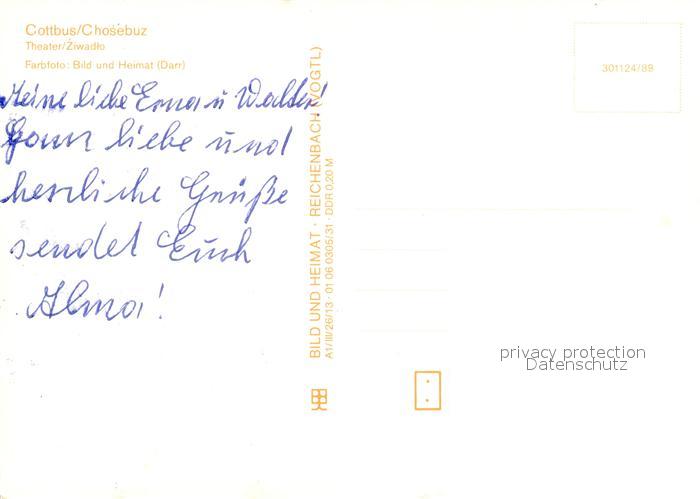 Cottbus/Chośebuz
Theater/Źiwadło
Farbfoto: Bild und Heimat (Darr)
Meine liebe Erna u Walter!
Ganz liebe und
herzliche Grüße
sendet Euch
Alma!
BILD UND HEIMAT · REICHENBACH (VOGTL)
A1/III/26/13 · 01 06 0305/31 · DDR 0,20 M
301124/89
privacy protection
Datenschutz